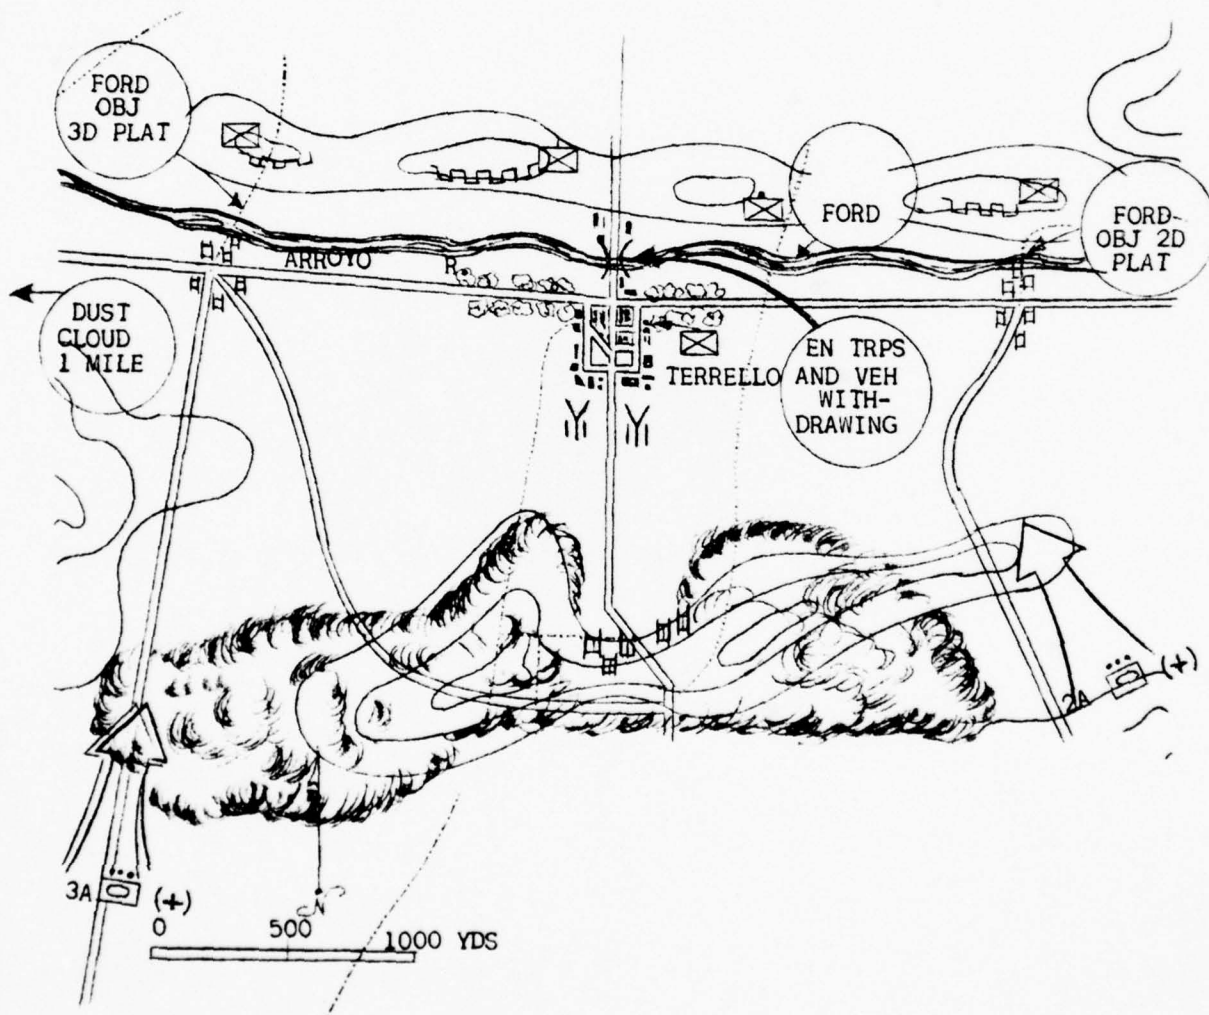 FORD
OBJ
3D PLAT
FORD
FORD-
OBJ 2D
PLAT
ARROYO
R
DUST
CLOUD
1 MILE
TERRELLO
EN TRPS
AND VEH
WITH-
DRAWING
2A
(+)
3A
(+)
N
0
500
1000 YDS